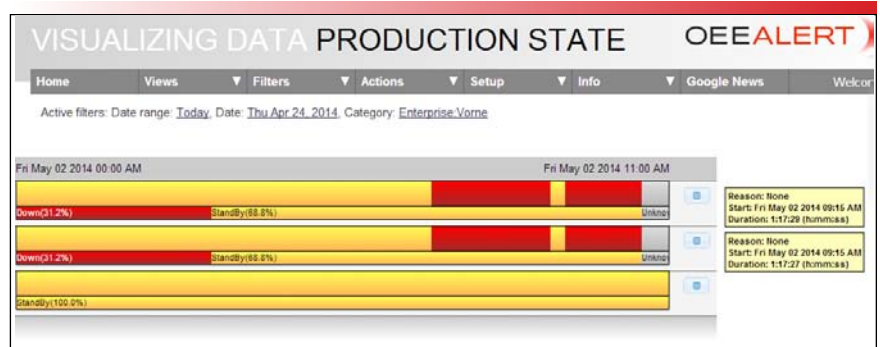 VISUALIZING DATA PRODUCTION STATE
OEEALERT
Home Views Filters Actions Setup Info Google News Welcom
Active filters: Date range: Today, Date: Thu Apr 24, 2014, Category: Enterprise:Vorne
Fri May 02 2014 00:00 AM Fri May 02 2014 11:00 AM
Down(31.2%) StandBy(68.8%) Unknov
Reason: None
Start: Fri May 02 2014 09:15 AM
Duration: 1:17:29 (h:mm:ss)
Down(31.2%) StandBy(68.8%) Unknov
Reason: None
Start: Fri May 02 2014 09:15 AM
Duration: 1:17:27 (h:mm:ss)
StandBy(100.0%)